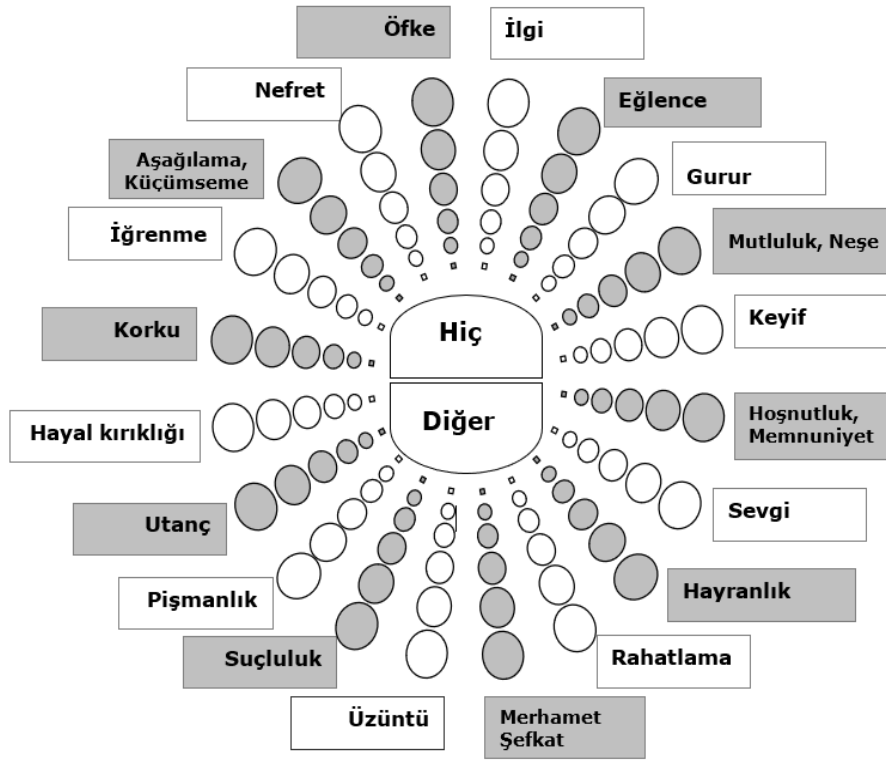 Öfke
İlgi
Nefret
Eğlence
Aşağılama,
Küçümseme
Gurur
İğrenme
Mutluluk, Neşe
Korku
Hiç
Keyif
Hayal kırıklığı
Diğer
Hoşnutluk,
Memnuniyet
Utanç
Sevgi
Pişmanlık
Hayranlık
Suçluluk
Rahatlama
Üzüntü
Merhamet
Şefkat